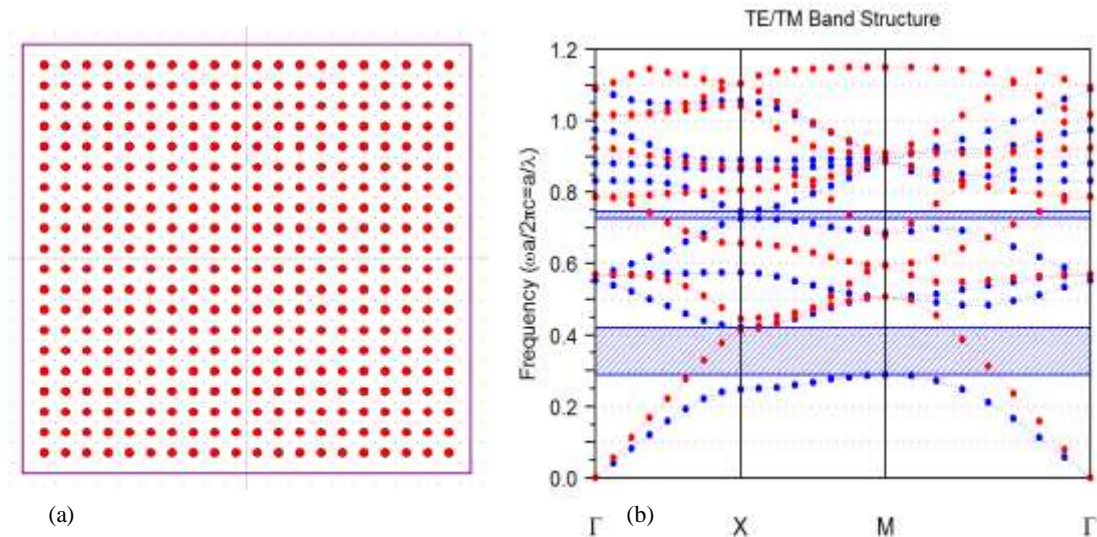 TE/TM Band Structure
Frequency (ωa/2πc=a/λ)
1.2
1.0
0.8
0.6
0.4
0.2
0.0
Γ X M Γ
(a) (b)